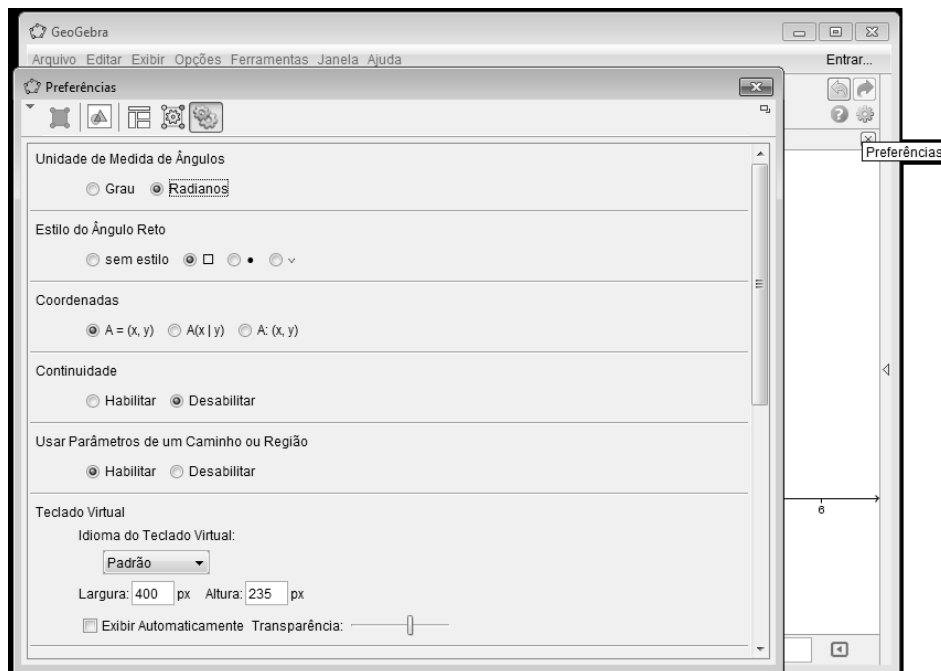 GeoGebra
Arquivo Editar Exibir Opções Ferramentas Janela Ajuda
Entrar...
Preferências
Preferências
Unidade de Medida de Ângulos
Grau Radianos
Estilo do Ângulo Reto
sem estilo
Coordenadas
A = (x, y) A(x | y) A: (x, y)
Continuidade
Habilitar Desabilitar
Usar Parâmetros de um Caminho ou Região
Habilitar Desabilitar
6
Teclado Virtual
Idioma do Teclado Virtual:
Padrão
Largura: 400 px Altura: 235 px
Exibir Automaticamente Transparência: